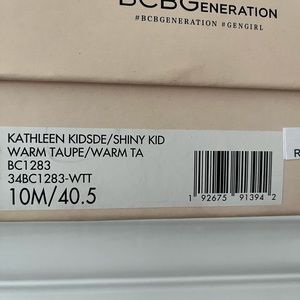 BCBGENERATION
#BCBGENERATION #GENGIRL
KATHLEEN KIDSDE/SHINY KID
WARM TAUPE/WARM TA
BC1283
34BC1283-WTT
10M/40.5
1 92675 91394 2
R